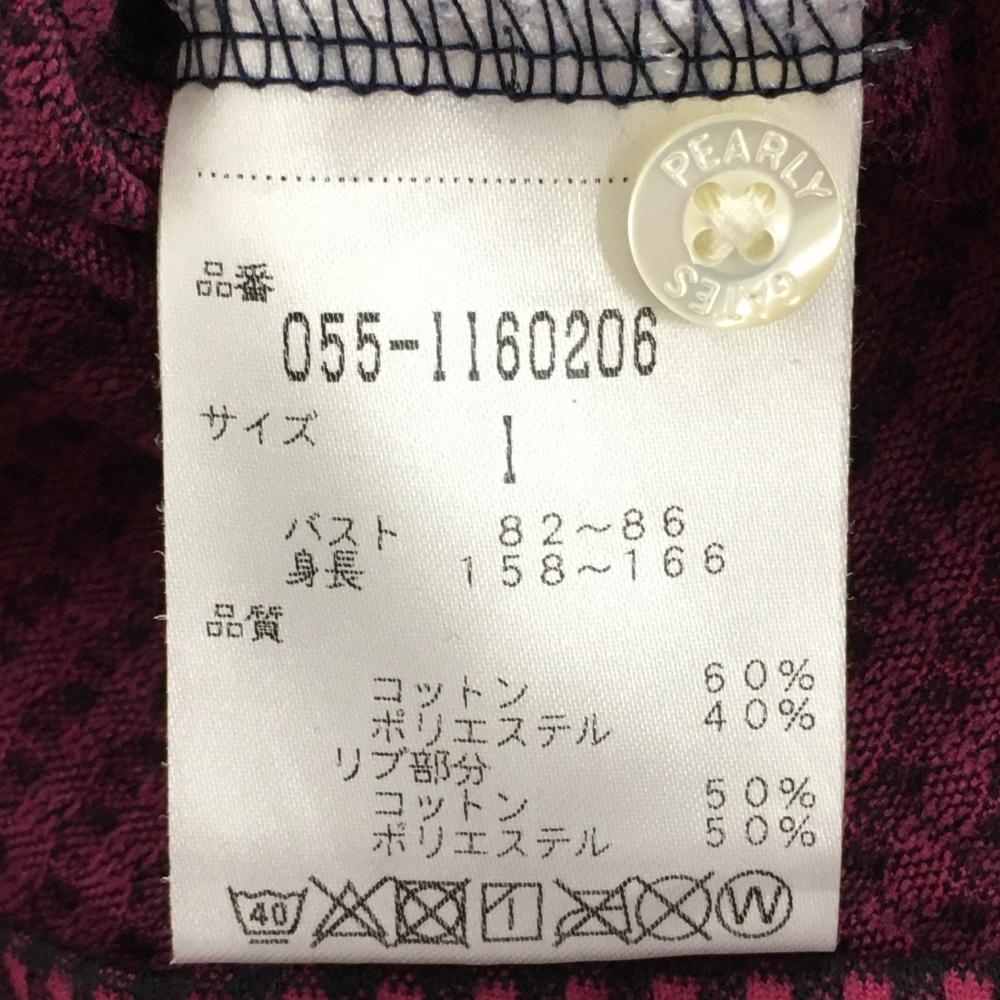 PEARLY GATES
品番
055-1160206
サイズ 1
バスト 82～86
身長 158～166
品質
コットン 60%
ポリエステル 40%
リブ部分
コットン 50%
ポリエステル 50%
40 W